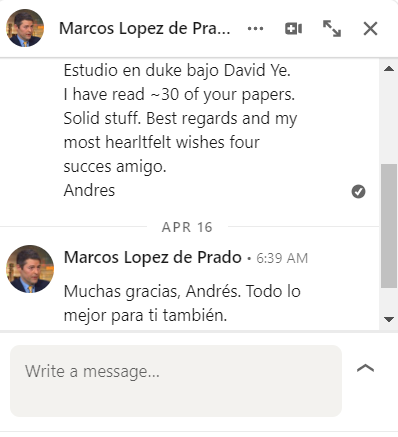 Marcos Lopez de Pra...
Estudio en duke bajo David Ye.
I have read ~30 of your papers.
Solid stuff. Best regards and my
most hearltfelt wishes four
succes amigo.
Andres
APR 16
Marcos Lopez de Prado • 6:39 AM
Muchas gracias, Andrés. Todo lo
mejor para ti también.
Write a message...